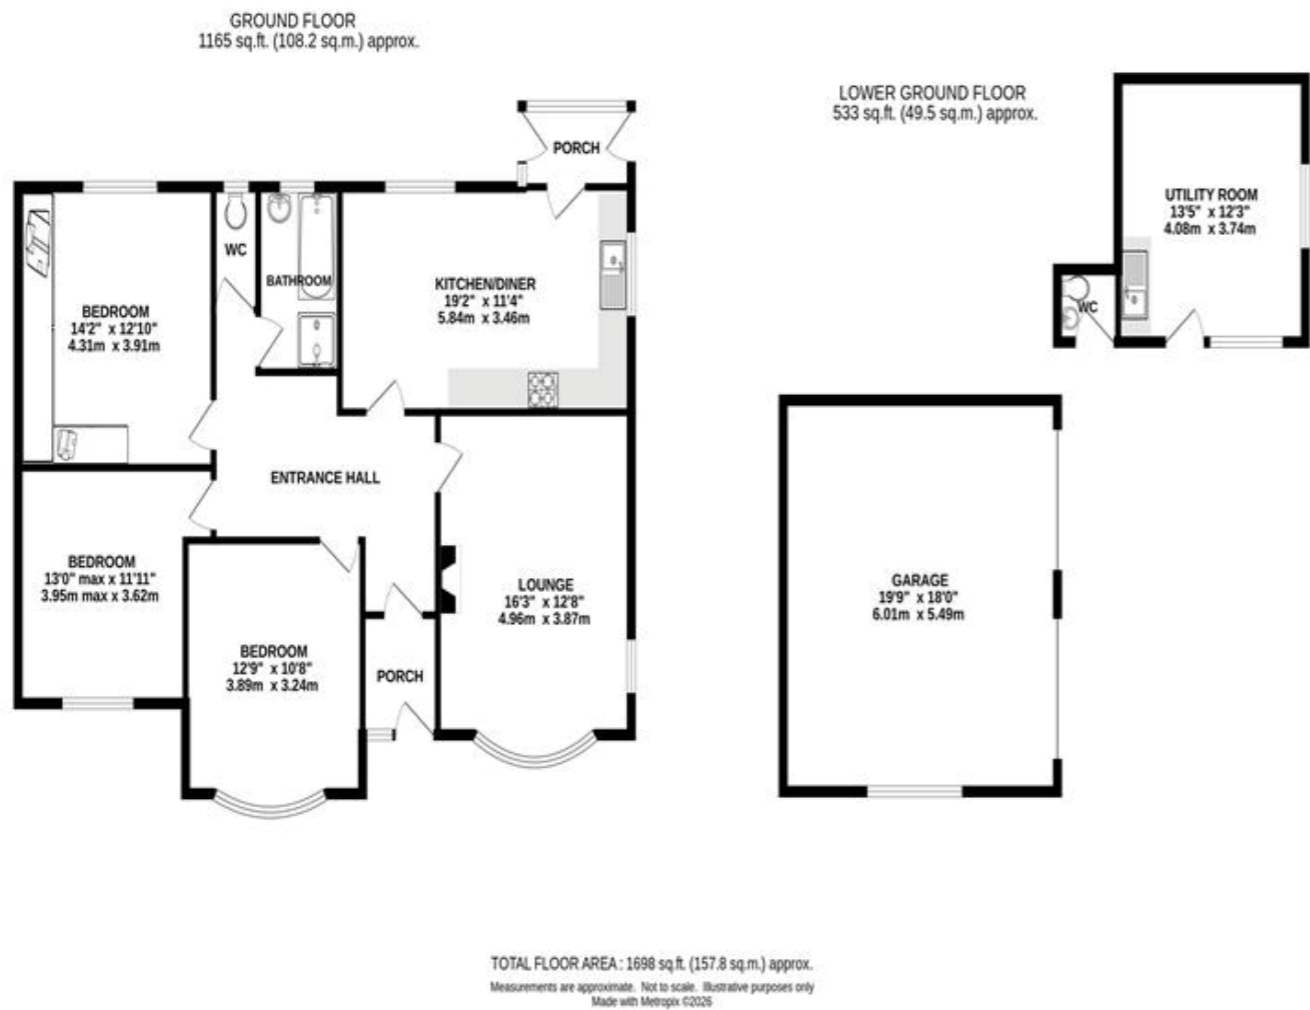 GROUND FLOOR
1165 sq.ft. (108.2 sq.m.) approx.
LOWER GROUND FLOOR
533 sq.ft. (49.5 sq.m.) approx.
PORCH
UTILITY ROOM
13'5" x 12'3"
4.08m x 3.74m
WC
BATHROOM
KITCHEN/DINER
19'2" x 11'4"
5.84m x 3.46m
BEDROOM
14'2" x 12'10"
4.31m x 3.91m
WC
ENTRANCE HALL
BEDROOM
13'0" max x 11'11"
3.95m max x 3.62m
LOUNGE
16'3" x 12'8"
4.96m x 3.87m
GARAGE
19'9" x 18'0"
6.01m x 5.49m
BEDROOM
12'9" x 10'8"
3.89m x 3.24m
PORCH
TOTAL FLOOR AREA : 1698 sq.ft. (157.8 sq.m.) approx.
Measurements are approximate. Not to scale. Illustrative purposes only
Made with Metropix ©2026